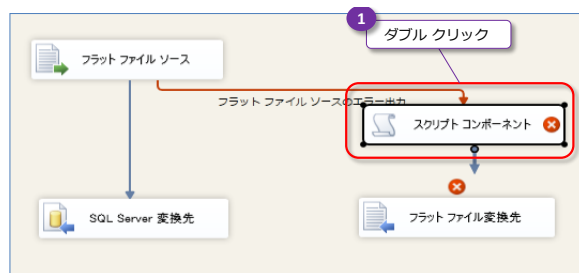 1
ダブル クリック
フラット ファイル ソース
フラット ファイル ソースのエラー出力
スクリプト コンポーネント
SQL Server 変換先
フラット ファイル変換先